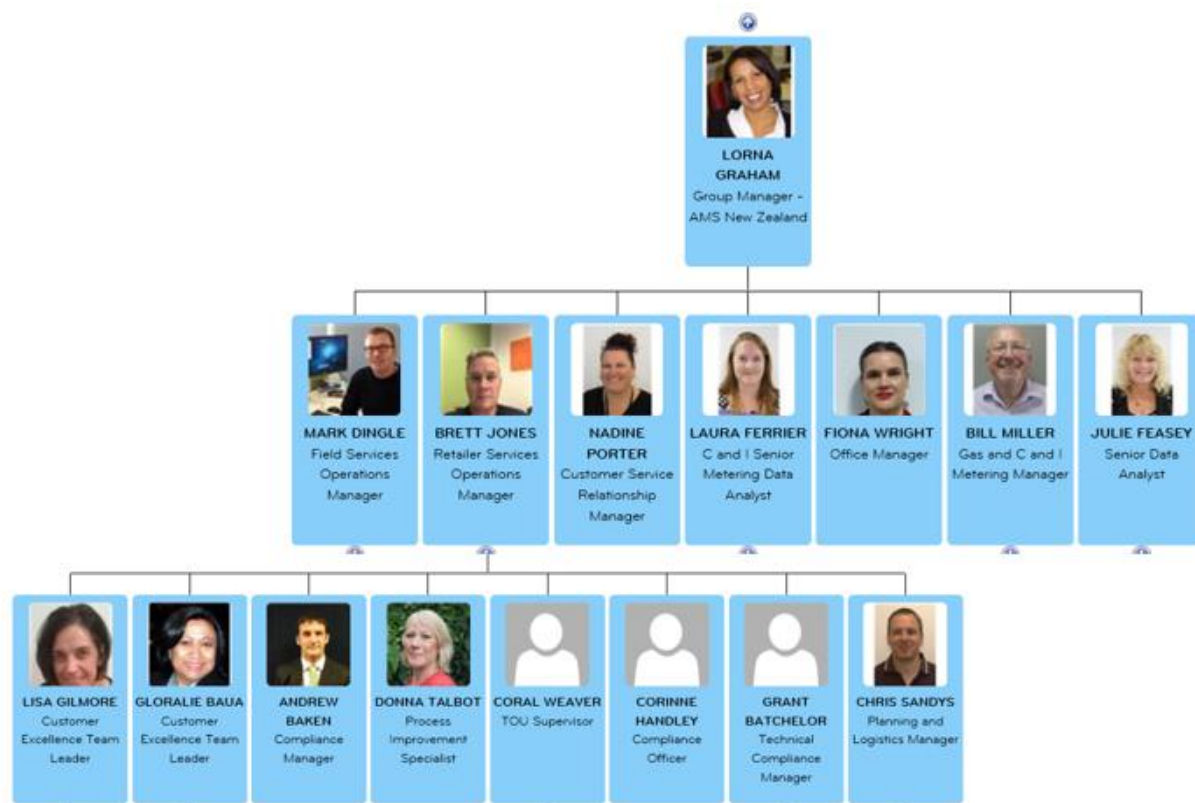 LORNA
GRAHAM
Group Manager -
AMS New Zealand
MARK DINGLE
Field Services
Operations
Manager
BRETT JONES
Retailer Services
Operations
Manager
NADINE
PORTER
Customer Service
Relationship
Manager
LAURA FERRIER
C and I Senior
Metering Data
Analyst
FIONA WRIGHT
Office Manager
BILL MILLER
Gas and C and I
Metering Manager
JULIE FEASEY
Senior Data
Analyst
LISA GILMORE
Customer
Excellence Team
Leader
GLORALIE BAUA
Customer
Excellence Team
Leader
ANDREW
BAKEN
Compliance
Manager
DONNA TALBOT
Process
Improvement
Specialist
CORAL WEAVER
TOU Supervisor
CORINNE
HANDLEY
Compliance
Officer
GRANT
BATCHELOR
Technical
Compliance
Manager
CHRIS SANDYS
Planning and
Logistics Manager